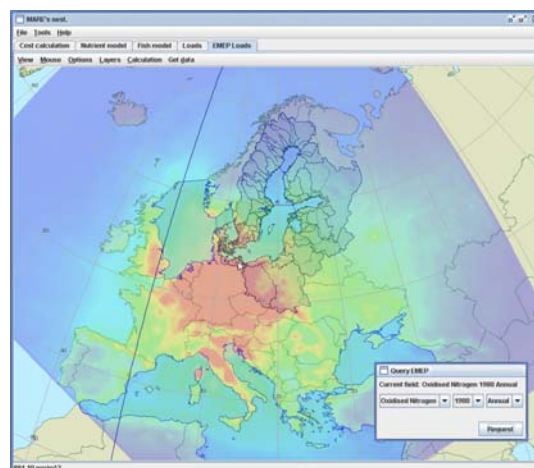 MARE's nest.
File Tools Help
Cost calculation Nutrient model Fish model Loads EMEP Loads
View Mouse Options Layers Calculation Get data
Query EMEP
Current field: Oxidised Nitrogen 1980 Annual
Oxidised Nitrogen 1980 Annual
Request